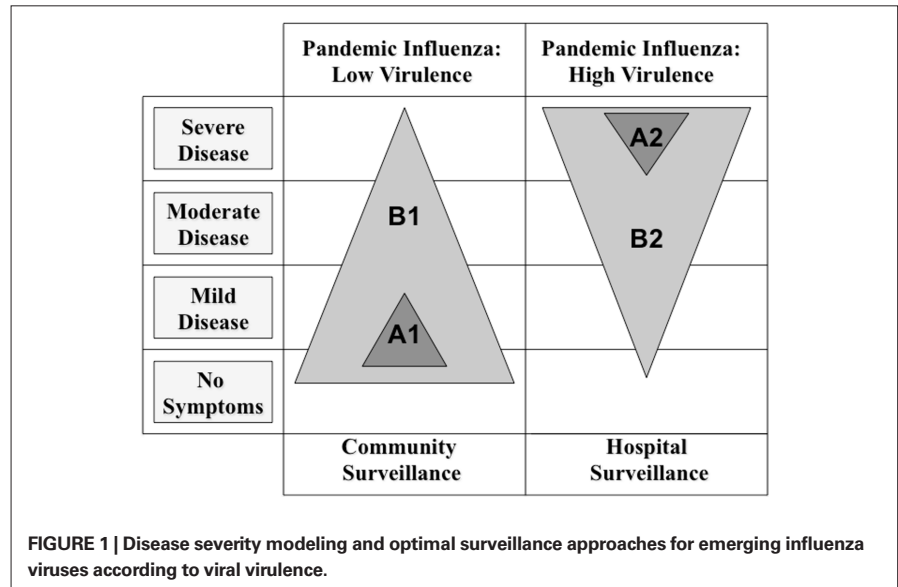 Pandemic Influenza:
Low Virulence
Pandemic Influenza:
High Virulence
Severe
Disease
A2
Moderate
Disease
B1
B2
Mild
Disease
A1
No
Symptoms
Community
Surveillance
Hospital
Surveillance
FIGURE 1 | Disease severity modeling and optimal surveillance approaches for emerging influenza
viruses according to viral virulence.